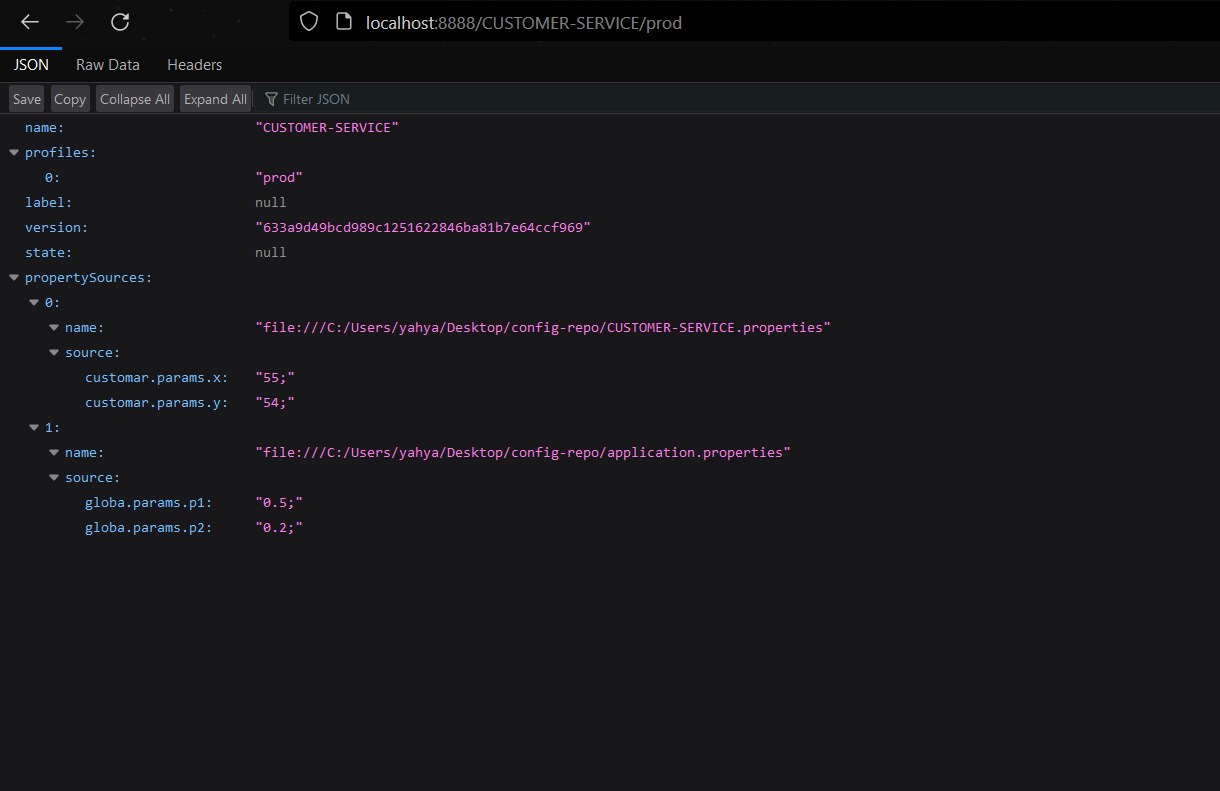 localhost:8888/CUSTOMER-SERVICE/prod
JSON Raw Data Headers
Save Copy Collapse All Expand All Filter JSON
name: "CUSTOMER-SERVICE"
profiles:
0: "prod"
label: null
version: "633a9d49bcd989c1251622846ba81b7e64ccf969"
state: null
propertySources:
0:
name: "file:///C:/Users/yahya/Desktop/config-repo/CUSTOMER-SERVICE.properties"
source:
customar.params.x: "55;"
customar.params.y: "54;"
1:
name: "file:///C:/Users/yahya/Desktop/config-repo/application.properties"
source:
globa.params.p1: "0.5;"
globa.params.p2: "0.2;"